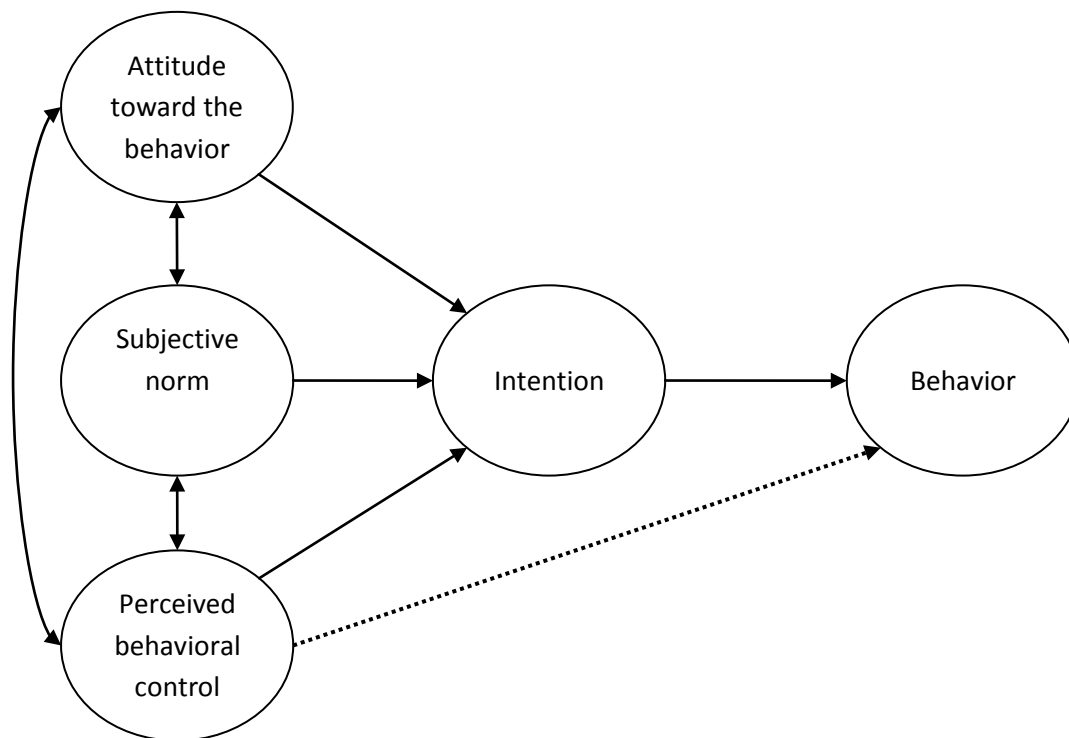 Attitude
toward the
behavior
Subjective
norm
Intention
Behavior
Perceived
behavioral
control